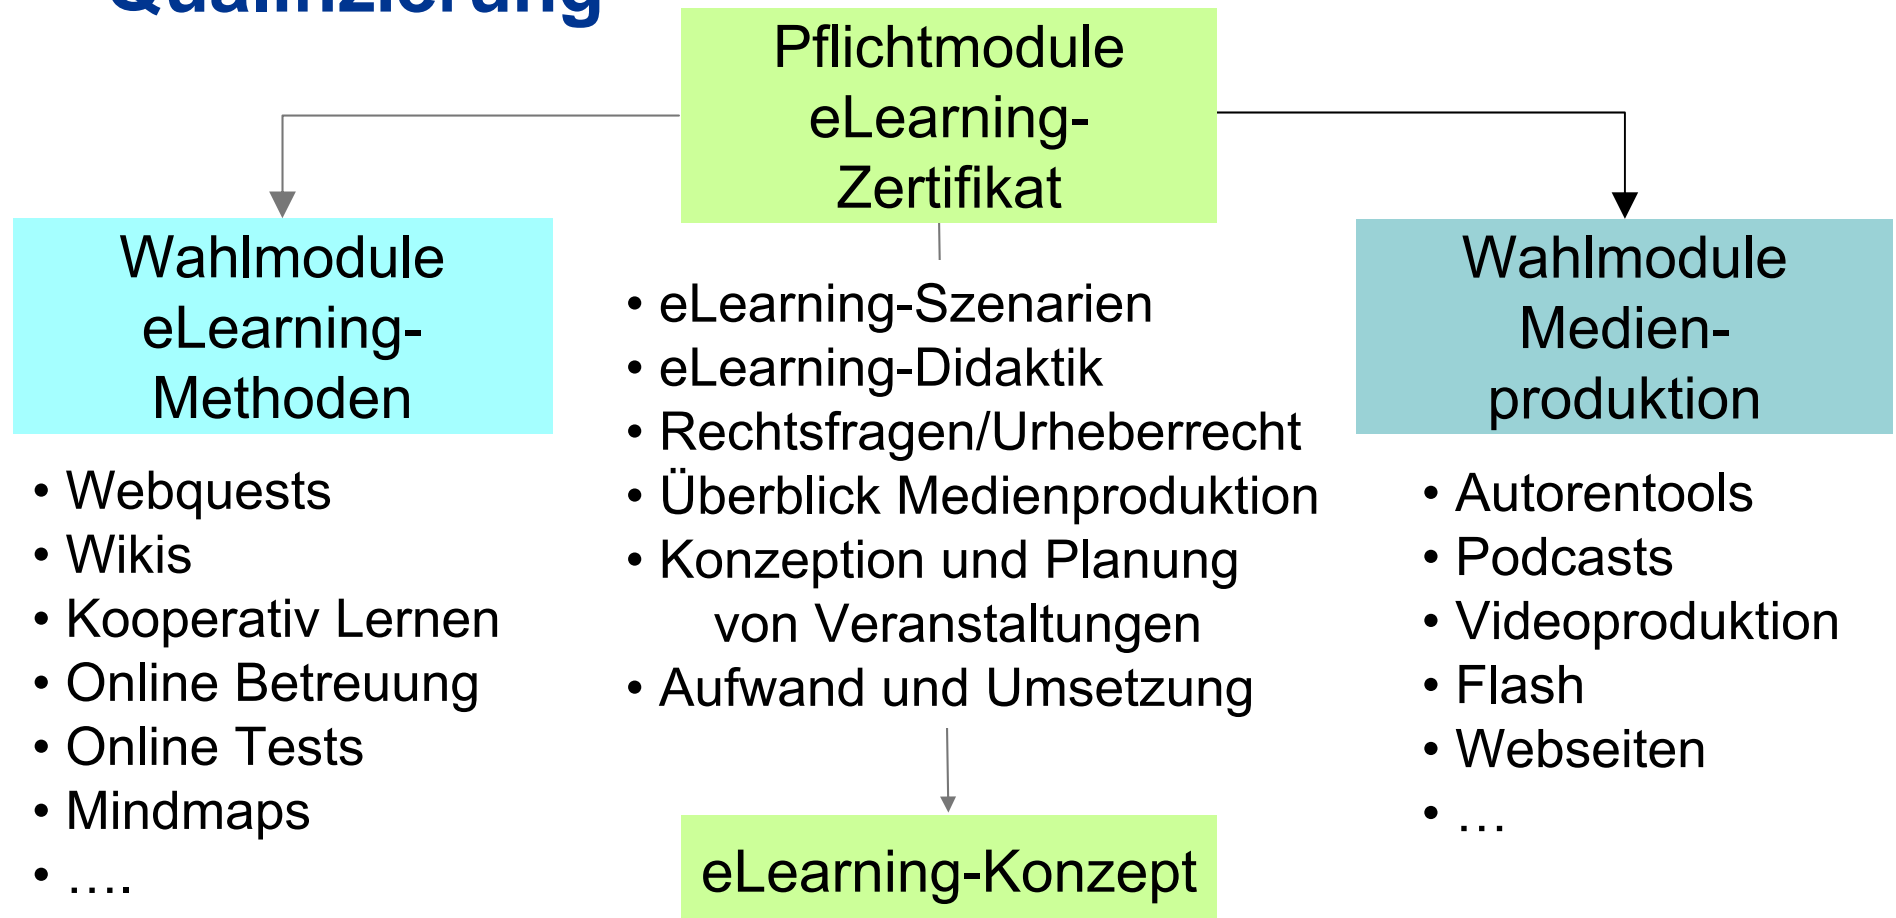 Qualifizierung
Pflichtmodule
eLearning-
Zertifikat
Wahlmodule
eLearning-
Methoden
• Webquests
• Wikis
• Kooperativ Lernen
• Online Betreuung
• Online Tests
• Mindmaps
• ….
• eLearning-Szenarien
• eLearning-Didaktik
• Rechtsfragen/Urheberrecht
• Überblick Medienproduktion
• Konzeption und Planung
von Veranstaltungen
• Aufwand und Umsetzung
eLearning-Konzept
Wahlmodule
Medien-
produktion
• Autorentools
• Podcasts
• Videoproduktion
• Flash
• Webseiten
• …